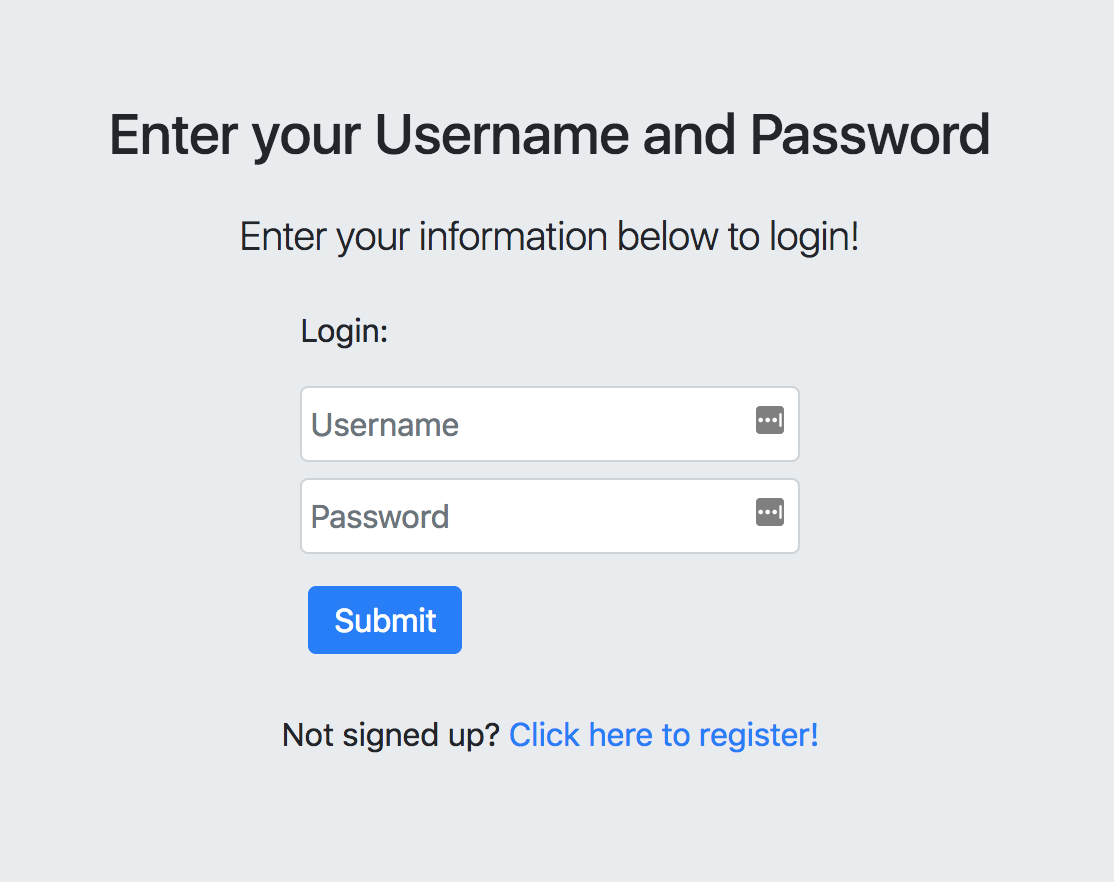 Enter your Username and Password
Enter your information below to login!
Login:
Username
Password
Submit
Not signed up? Click here to register!